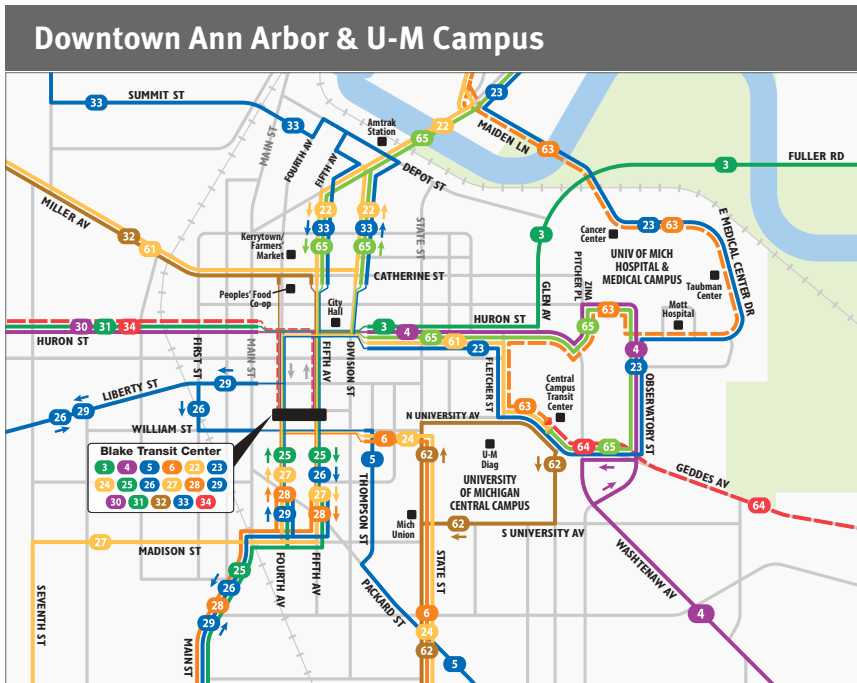 Downtown Ann Arbor & U-M Campus
23
SUMMIT ST
33
33
Amtrak
Station
22
65
MAIDEN LN
63
MAIN ST
FOURTH AV
FIFTH AV
DEPOT ST
3
FULLER RD
MILLER AV
32
61
22
33
65
22
33
65
STATE ST
3
Cancer
Center
23
63
E MEDICAL CENTER DR
Kerrytown/
Farmers'
Market
CATHERINE ST
UNIV OF MICH
HOSPITAL &
MEDICAL CAMPUS
Taubman
Center
Peoples' Food
Co-op
City
Hall
GLEN AV
ZINA
PITCHER PL
63
65
Mott
Hospital
30
31
34
HURON ST
3
4
HURON ST
65
61
23
4
23
FIRST ST
MAIN ST
FIFTH AV
DIVISION ST
FLETCHER ST
OBSERVATORY ST
LIBERTY ST
29
26
29
26
Central
Campus
Transit
Center
63
N UNIVERSITY AV
WILLIAM ST
6
24
62
64
65
Blake Transit Center
3
4
5
6
22
23
24
25
26
27
28
29
30
31
32
33
34
25
27
28
29
25
26
27
28
5
THOMPSON ST
U-M
Diag
62
UNIVERSITY
OF MICHIGAN
CENTRAL CAMPUS
GEDDES AV
64
Mich
Union
62
S UNIVERSITY AV
27
MADISON ST
SEVENTH ST
25
26
28
29
MAIN ST
FOURTH AV
FIFTH AV
PACKARD ST
STATE ST
6
24
62
5
WASHTENAW AV
4